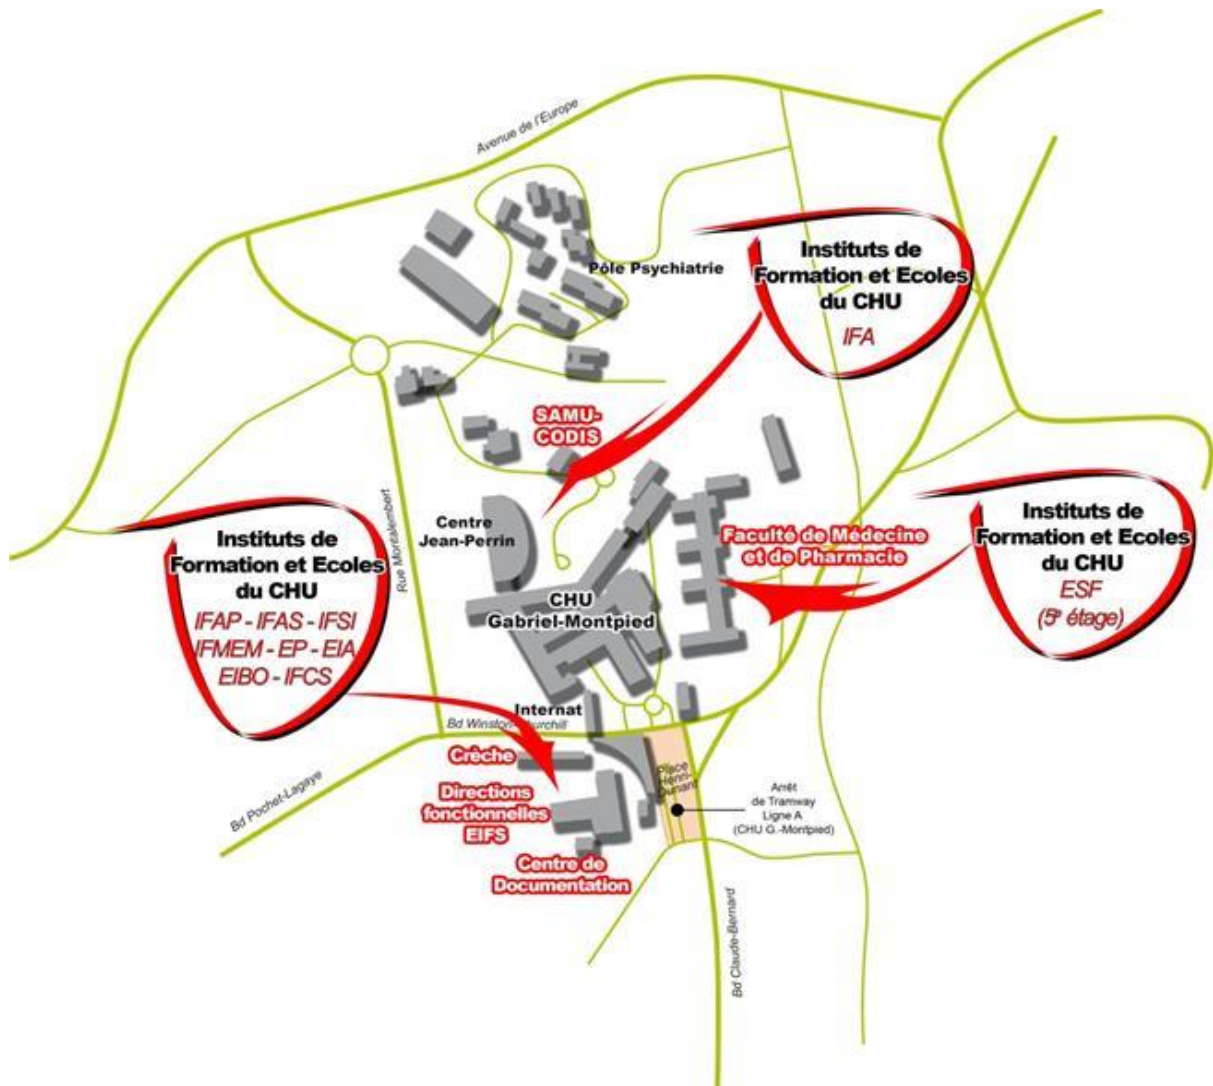 Avenue de l'Europe
Pôle Psychiatrie
Instituts de
Formation et Ecoles
du CHU
IFA
SAMU-
CODIS
Rue Montalembert
Centre
Jean-Perrin
Instituts de
Formation et Ecoles
du CHU
IFAP - IFAS - IFSI
IFMEM - EP - EIA
EIBO - IFCS
Faculté de Médecine
et de Pharmacie
Instituts de
Formation et Ecoles
du CHU
ESF
(5e étage)
CHU
Gabriel-Montpied
Internat
Bd Winston-Churchill
Bd Pochet-Lagaye
Crèche
Directions
fonctionnelles
EIFS
Centre de
Documentation
Place
Henri-
Dunant
Arrêt
de Tramway
Ligne A
(CHU G.-Montpied)
Bd Claude-Bernard